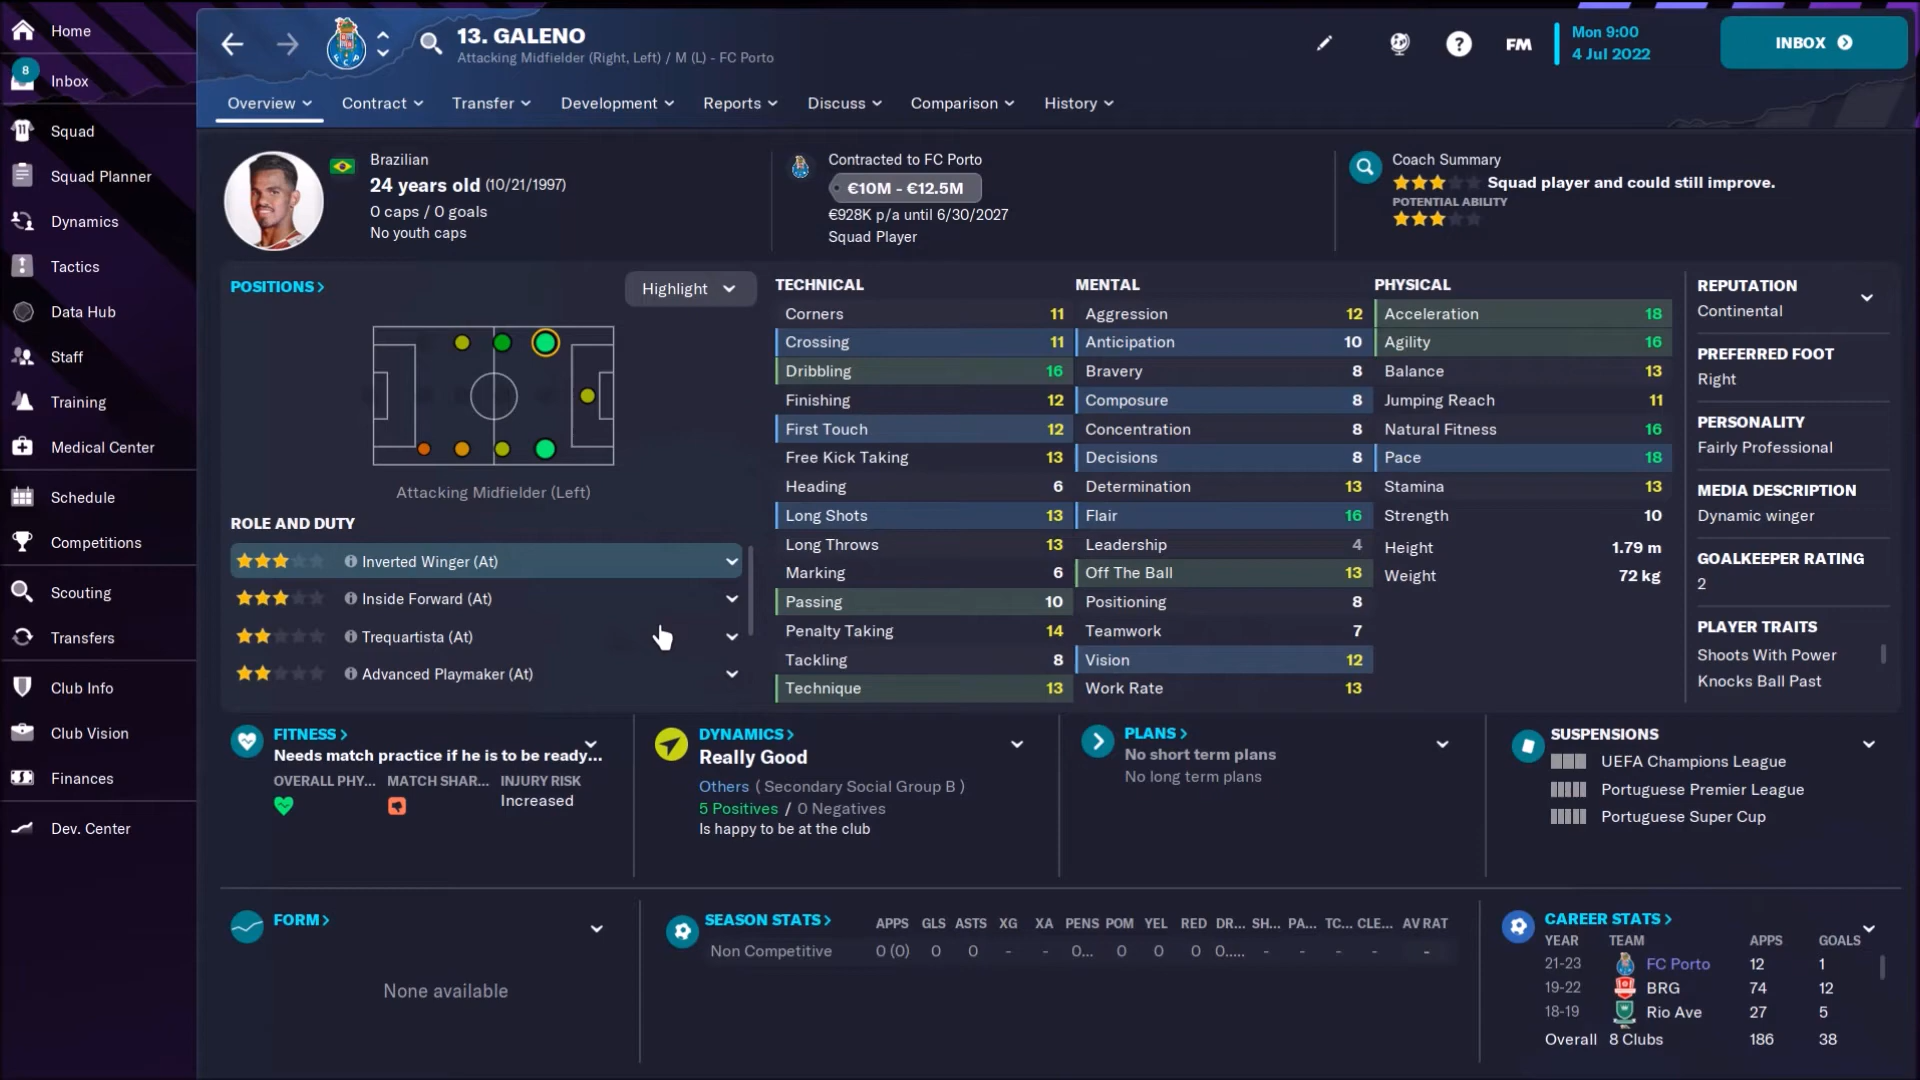 Home
8
Inbox
Squad
Squad Planner
Dynamics
Tactics
Data Hub
Staff
Training
Medical Center
Schedule
Competitions
Scouting
Transfers
Club Info
Club Vision
Finances
Dev. Center
13. GALENO
Attacking Midfielder (Right, Left) / M (L) - FC Porto
FM
Mon 9:00
4 Jul 2022
INBOX
Overview
Contract
Transfer
Development
Reports
Discuss
Comparison
History
Brazilian
24 years old (10/21/1997)
0 caps / 0 goals
No youth caps
Contracted to FC Porto
€10M - €12.5M
€928K p/a until 6/30/2027
Squad Player
Coach Summary
Squad player and could still improve.
POTENTIAL ABILITY
POSITIONS >
Highlight
Attacking Midfielder (Left)
ROLE AND DUTY
Inverted Winger (At)
Inside Forward (At)
Trequartista (At)
Advanced Playmaker (At)
TECHNICAL
Corners 11
Crossing 11
Dribbling 16
Finishing 12
First Touch 12
Free Kick Taking 13
Heading 6
Long Shots 13
Long Throws 13
Marking 6
Passing 10
Penalty Taking 14
Tackling 8
Technique 13
MENTAL
Aggression 12
Anticipation 10
Bravery 8
Composure 8
Concentration 8
Decisions 8
Determination 13
Flair 16
Leadership 4
Off The Ball 13
Positioning 8
Teamwork 7
Vision 12
Work Rate 13
PHYSICAL
Acceleration 18
Agility 16
Balance 13
Jumping Reach 11
Natural Fitness 16
Pace 18
Stamina 13
Strength 10
Height 1.79 m
Weight 72 kg
REPUTATION
Continental
PREFERRED FOOT
Right
PERSONALITY
Fairly Professional
MEDIA DESCRIPTION
Dynamic winger
GOALKEEPER RATING
2
PLAYER TRAITS
Shoots With Power
Knocks Ball Past
FITNESS >
Needs match practice if he is to be ready...
OVERALL PHY... MATCH SHAR... INJURY RISK
Increased
DYNAMICS >
Really Good
Others ( Secondary Social Group B )
5 Positives / 0 Negatives
Is happy to be at the club
PLANS >
No short term plans
No long term plans
SUSPENSIONS
UEFA Champions League
Portuguese Premier League
Portuguese Super Cup
FORM >
None available
SEASON STATS > APPS GLS ASTS XG XA PENS POM YEL RED DR... SH... PA... TC... CLE... AV RAT
Non Competitive 0 (0) 0 0 - - 0... 0 0 0 0..... - - - - -
CAREER STATS >
YEAR TEAM APPS GOALS
21-23 FC Porto 12 1
19-22 BRG 74 12
18-19 Rio Ave 27 5
Overall 8 Clubs 186 38